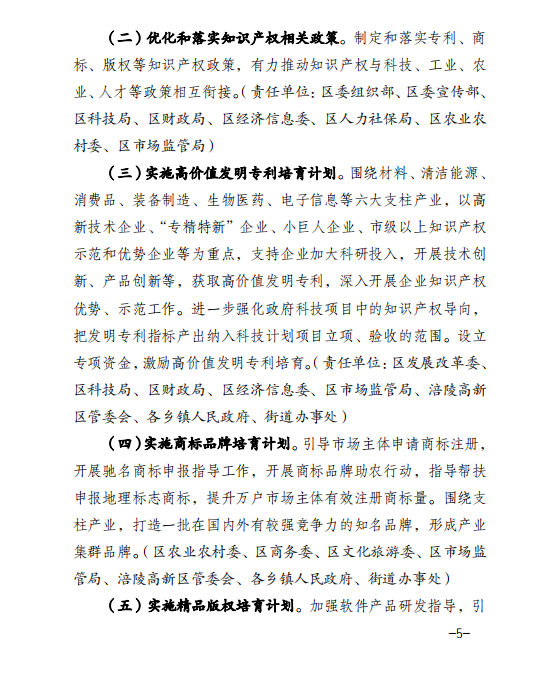 （二）优化和落实知识产权相关政策。制定和落实专利、商
标、版权等知识产权政策，有力推动知识产权与科技、工业、农
业、人才等政策相互衔接。（责任单位：区委组织部、区委宣传部、
区科技局、区财政局、区经济信息委、区人力社保局、区农业农
村委、区市场监管局）
（三）实施高价值发明专利培育计划。围绕材料、清洁能源、
消费品、装备制造、生物医药、电子信息等六大支柱产业，以高
新技术企业、“专精特新”企业、小巨人企业、市级以上知识产权
示范和优势企业等为重点，支持企业加大科研投入，开展技术创
新、产品创新等，获取高价值发明专利，深入开展企业知识产权
优势、示范工作。进一步强化政府科技项目中的知识产权导向，
把发明专利指标产出纳入科技计划项目立项、验收的范围。设立
专项资金，激励高价值发明专利培育。（责任单位：区发展改革委、
区科技局、区财政局、区经济信息委、区市场监管局、涪陵高新
区管委会、各乡镇人民政府、街道办事处）
（四）实施商标品牌培育计划。引导市场主体申请商标注册，
开展驰名商标申报指导工作，开展商标品牌助农行动，指导帮扶
申报地理标志商标，提升万户市场主体有效注册商标量。围绕支
柱产业，打造一批在国内外有较强竞争力的知名品牌，形成产业
集群品牌。（区农业农村委、区商务委、区文化旅游委、区市场监
管局、涪陵高新区管委会、各乡镇人民政府、街道办事处）
（五）实施精品版权培育计划。加强软件产品研发指导，引
—5—